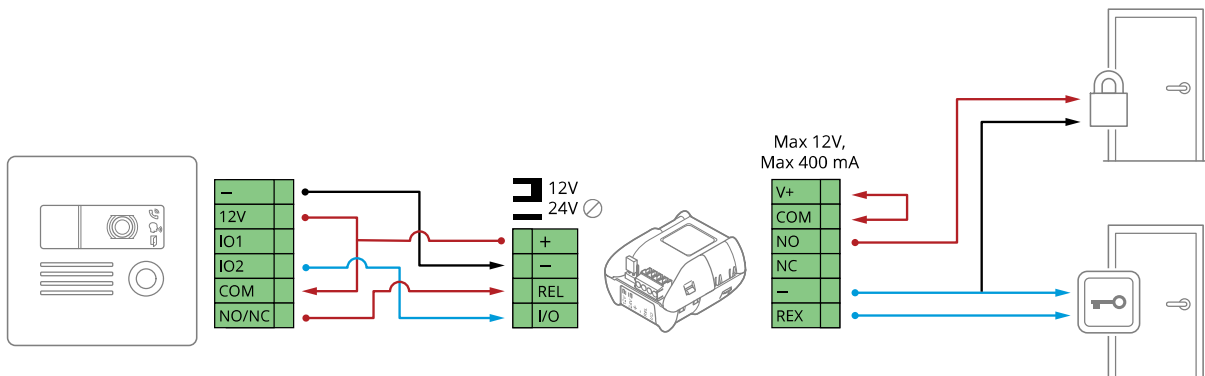 Max 12V,
Max 400 mA
12V
24V
–
12V
IO1
IO2
COM
NO/NC
+
–
REL
I/O
V+
COM
NO
NC
–
REX